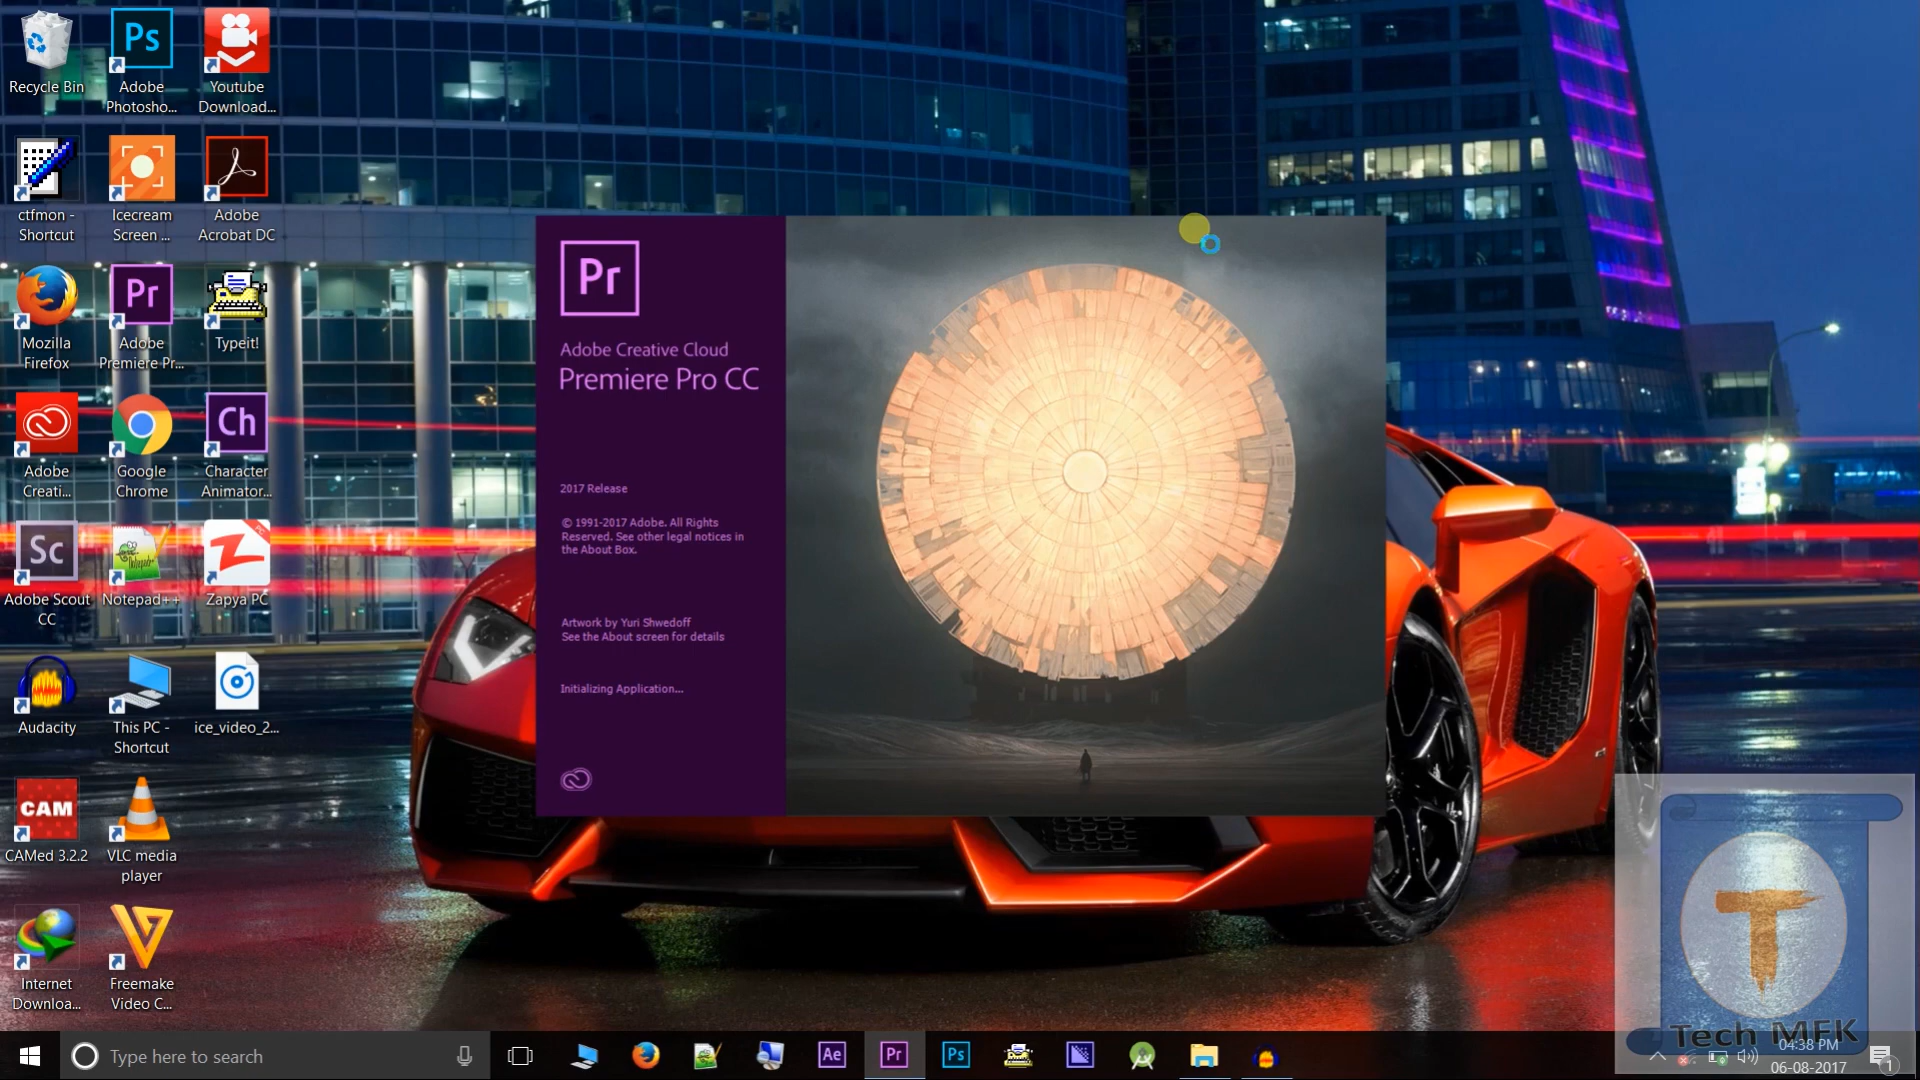 Recycle Bin
Ps
Adobe
Photosho...
Youtube
Download...
ctfmon -
Shortcut
Icecream
Screen ...
Adobe
Acrobat DC
Mozilla
Firefox
Pr
Adobe
Premiere Pr...
Typeit!
Adobe
Creati...
Google
Chrome
Ch
Character
Animator...
Sc
Adobe Scout
CC
Notepad++
PC
Zapya PC
Audacity
This PC -
Shortcut
ice_video_2...
CAM
CAMed 3.2.2
VLC media
player
Internet
Downloa...
Freemake
Video C...
Pr
Adobe Creative Cloud
Premiere Pro CC
2017 Release
© 1991-2017 Adobe. All Rights
Reserved. See other legal notices in
the About Box.
Artwork by Yuri Shwedoff
See the About screen for details
Initializing Application...
T
Tech MFK
Type here to search
Ae
Pr
Ps
04:38 PM
06-08-2017
1